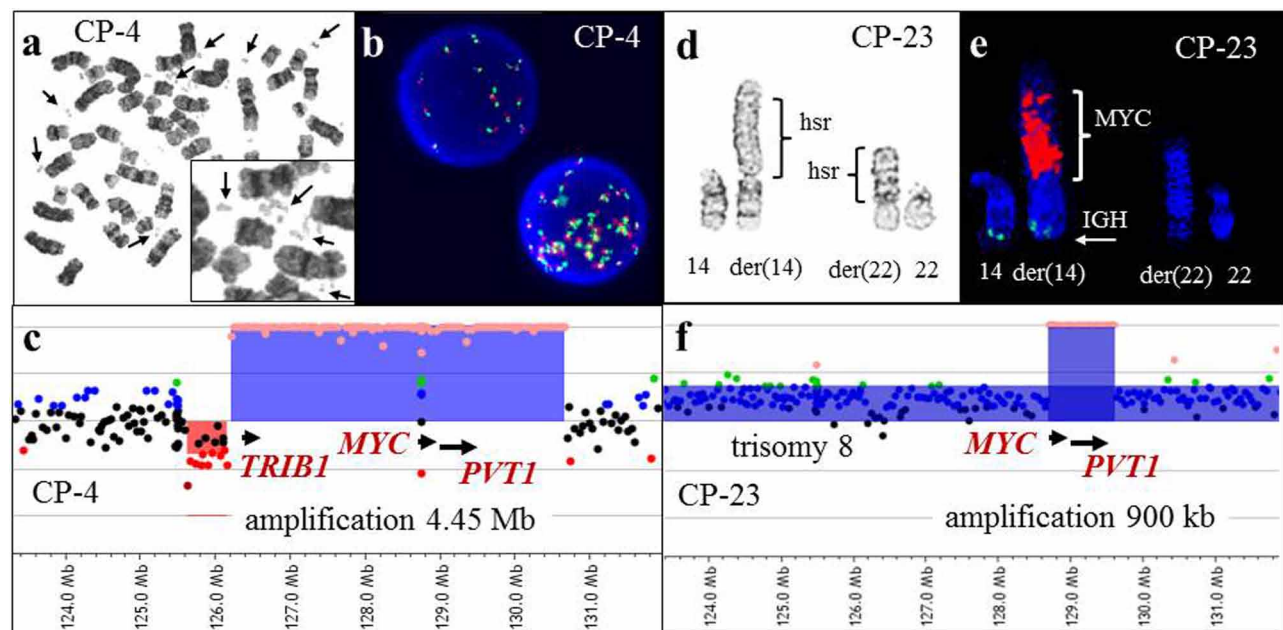 a CP-4
b CP-4
d CP-23
hsr
hsr
14 der(14) der(22) 22
e CP-23
MYC
IGH
14 der(14) der(22) 22
c
TRIB1
MYC
PVT1
CP-4
amplification 4.45 Mb
124.0 Mb 125.0 Mb 126.0 Mb 127.0 Mb 128.0 Mb 129.0 Mb 130.0 Mb 131.0 Mb
f
trisomy 8
MYC
PVT1
CP-23
amplification 900 kb
124.0 Mb 125.0 Mb 126.0 Mb 127.0 Mb 128.0 Mb 129.0 Mb 130.0 Mb 131.0 Mb